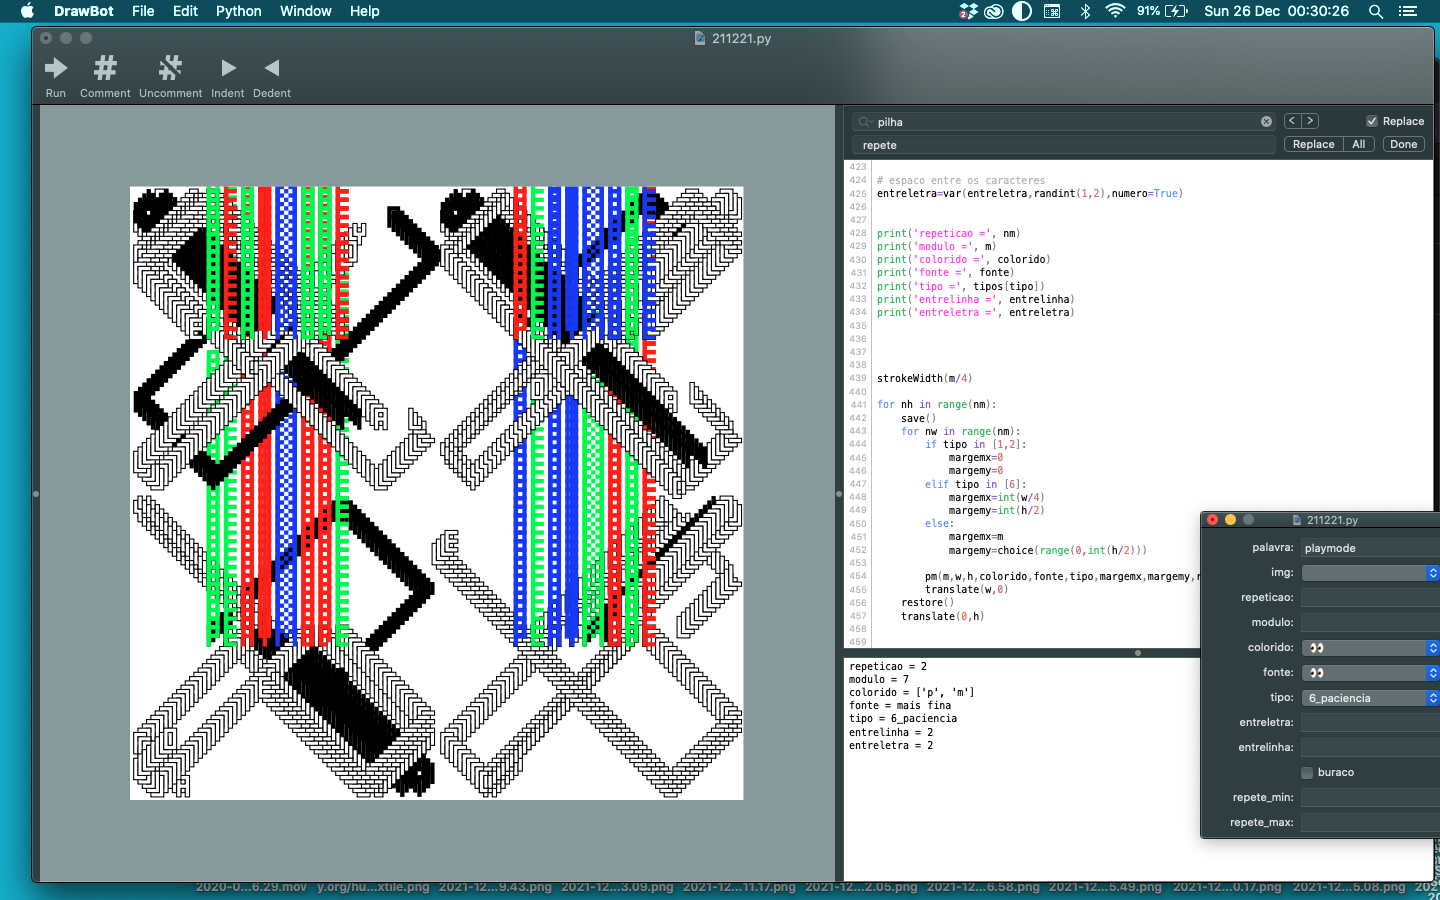 DrawBot File Edit Python Window Help
2 91% Sun 26 Dec 00:30:26
211221.py
Run Comment Uncomment Indent Dedent
pilha
< > Replace
repete
Replace All Done
423
424 # espaco entre os caracteres
425 entreletra=var(entreletra,randint(1,2),numero=True)
426
427
428 print('repeticao =', nm)
429 print('modulo =', m)
430 print('colorido =', colorido)
431 print('fonte =', fonte)
432 print('tipo =', tipos[tipo])
433 print('entrelinha =', entrelinha)
434 print('entreletra =', entreletra)
435
436
437
438
439 strokeWidth(m/4)
440
441 for nh in range(nm):
442 save()
443 for nw in range(nm):
444 if tipo in [1,2]:
445 margemx=0
446 margemy=0
447 elif tipo in [6]:
448 margemx=int(w/4)
449 margemy=int(h/2)
450 else:
451 margemx=m
452 margemy=choice(range(0,int(h/2)))
453
454 pm(m,w,h,colorido,fonte,tipo,margemx,margemy,
455 translate(w,0)
456 restore()
457 translate(0,h)
458
459
repeticao = 2
modulo = 7
colorido = ['p', 'm']
fonte = mais fina
tipo = 6_paciencia
entrelinha = 2
entreletra = 2
211221.py
palavra: playmode
img:
repeticao:
modulo:
colorido: 👀
fonte: 👀
tipo: 6_paciencia
entreletra:
entrelinha:
buraco
repete_min:
repete_max:
2020-0...6.29.mov y.org/hu...xtile.png 2021-12...9.43.png 2021-12...3.09.png 2021-12...11.17.png 2021-12...2.05.png 2021-12...6.58.png 2021-12...5.49.png 2021-12...0.17.png 2021-12...5.08.png